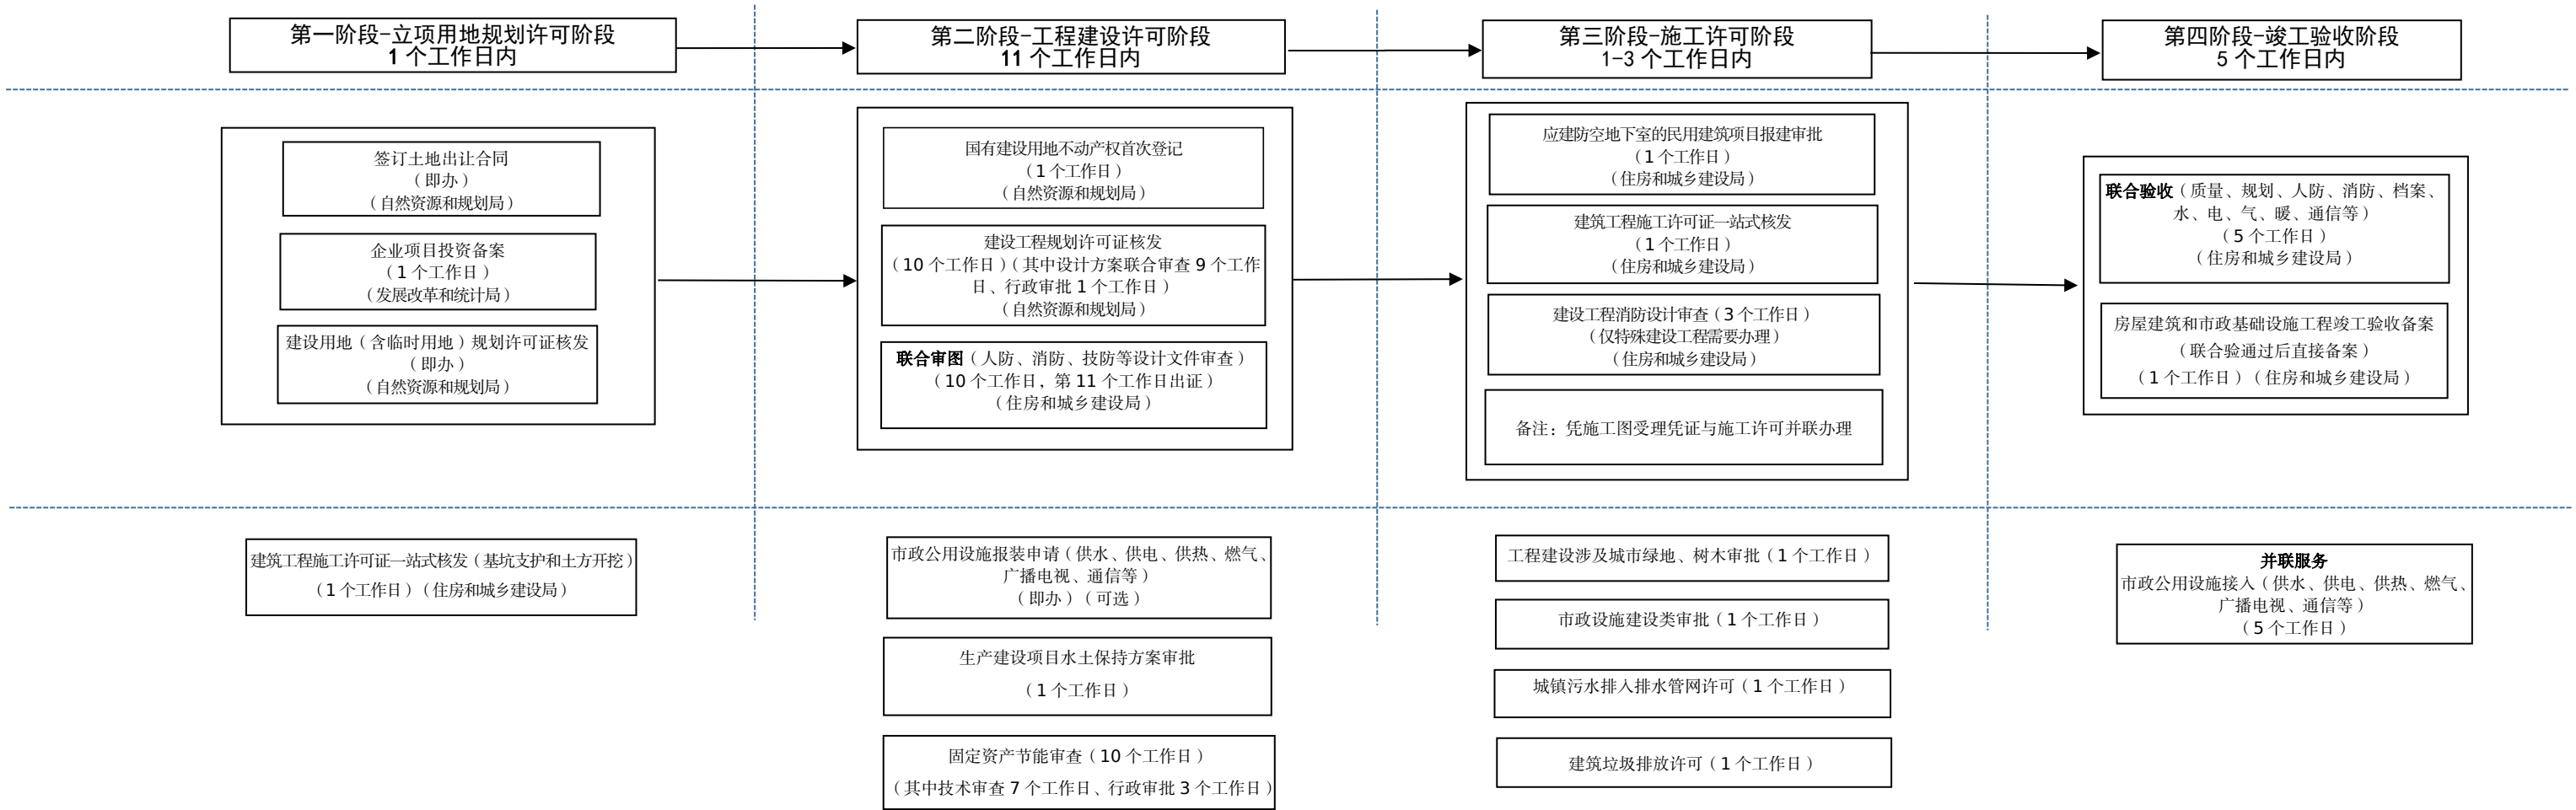 第一阶段-立项用地规划许可阶段
1 个工作日内
第二阶段-工程建设许可阶段
11 个工作日内
第三阶段-施工许可阶段
1-3 个工作日内
第四阶段-竣工验收阶段
5 个工作日内
签订土地出让合同
（即办）
（自然资源和规划局）
企业项目投资备案
（1 个工作日）
（发展改革和统计局）
建设用地（含临时用地）规划许可证核发
（即办）
（自然资源和规划局）
国有建设用地不动产权首次登记
（1 个工作日）
（自然资源和规划局）
建设工程规划许可证核发
（10 个工作日）（其中设计方案联合审查 9 个工作
日、行政审批 1 个工作日）
（自然资源和规划局）
联合审图（人防、消防、技防等设计文件审查）
（10 个工作日，第 11 个工作日出证）
（住房和城乡建设局）
应建防空地下室的民用建筑项目报建审批
（1 个工作日）
（住房和城乡建设局）
建筑工程施工许可证一站式核发
（1 个工作日）
（住房和城乡建设局）
建设工程消防设计审查（3 个工作日）
（仅特殊建设工程需要办理）
（住房和城乡建设局）
备注：凭施工图受理凭证与施工许可并联办理
联合验收（质量、规划、人防、消防、档案、
水、电、气、暖、通信等）
（5 个工作日）
（住房和城乡建设局）
房屋建筑和市政基础设施工程竣工验收备案
（联合验通过后直接备案）
（1 个工作日）（住房和城乡建设局）
建筑工程施工许可证一站式核发（基坑支护和土方开挖）
（1 个工作日）（住房和城乡建设局）
市政公用设施报装申请（供水、供电、供热、燃气、
广播电视、通信等）
（即办）（可选）
生产建设项目水土保持方案审批
（1 个工作日）
固定资产节能审查（10 个工作日）
（其中技术审查 7 个工作日、行政审批 3 个工作日）
工程建设涉及城市绿地、树木审批（1 个工作日）
市政设施建设类审批（1 个工作日）
城镇污水排入排水管网许可（1 个工作日）
建筑垃圾排放许可（1 个工作日）
并联服务
市政公用设施接入（供水、供电、供热、燃气、
广播电视、通信等）
（5 个工作日）